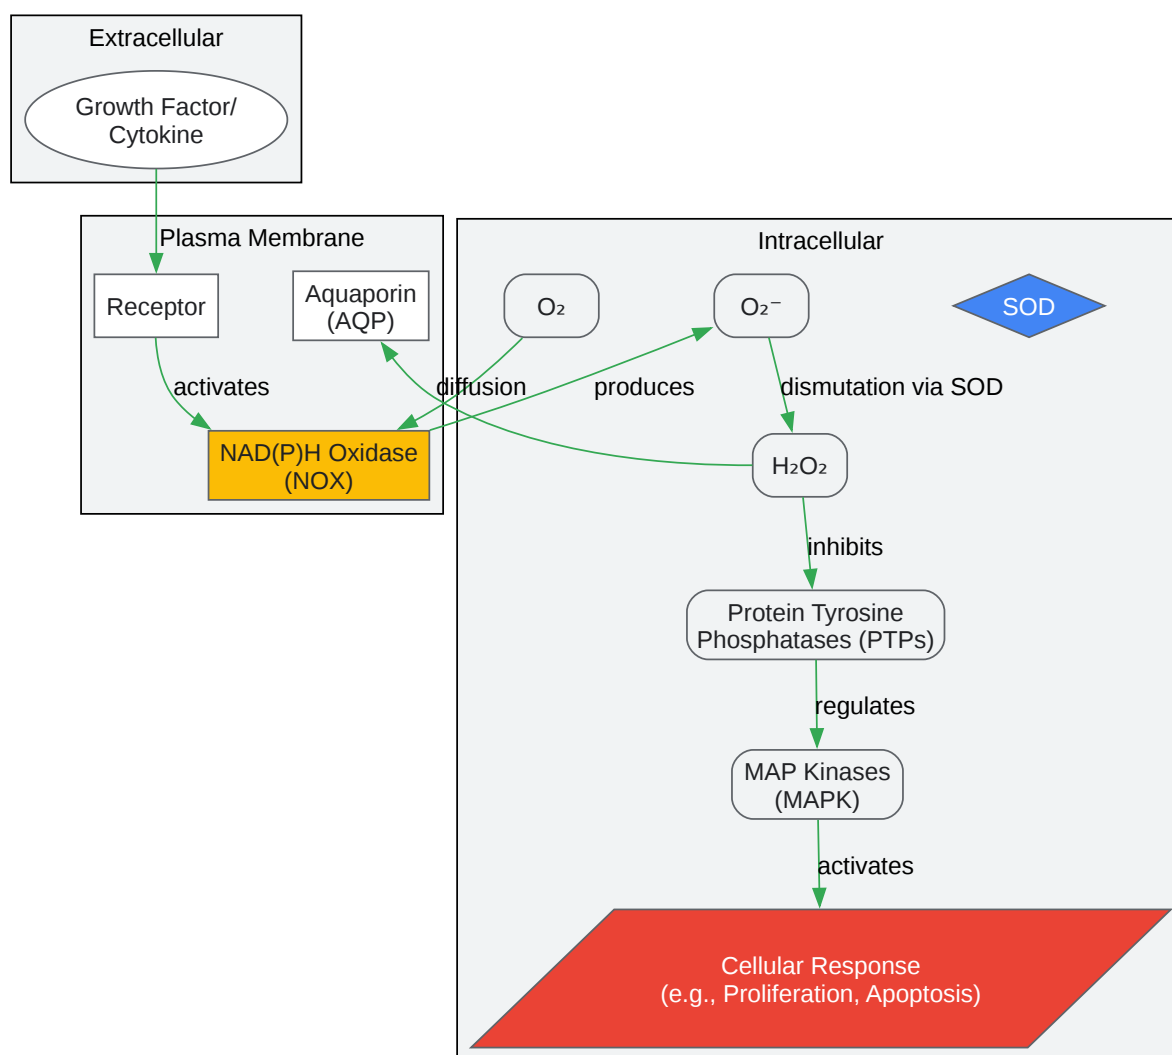 Extracellular
Growth Factor/
Cytokine
Plasma Membrane
Intracellular
Receptor
Aquaporin
(AQP)
O₂
O₂⁻
SOD
activates
diffusion
produces
dismutation via SOD
NAD(P)H Oxidase
(NOX)
H₂O₂
inhibits
Protein Tyrosine
Phosphatases (PTPs)
regulates
MAP Kinases
(MAPK)
activates
Cellular Response
(e.g., Proliferation, Apoptosis)